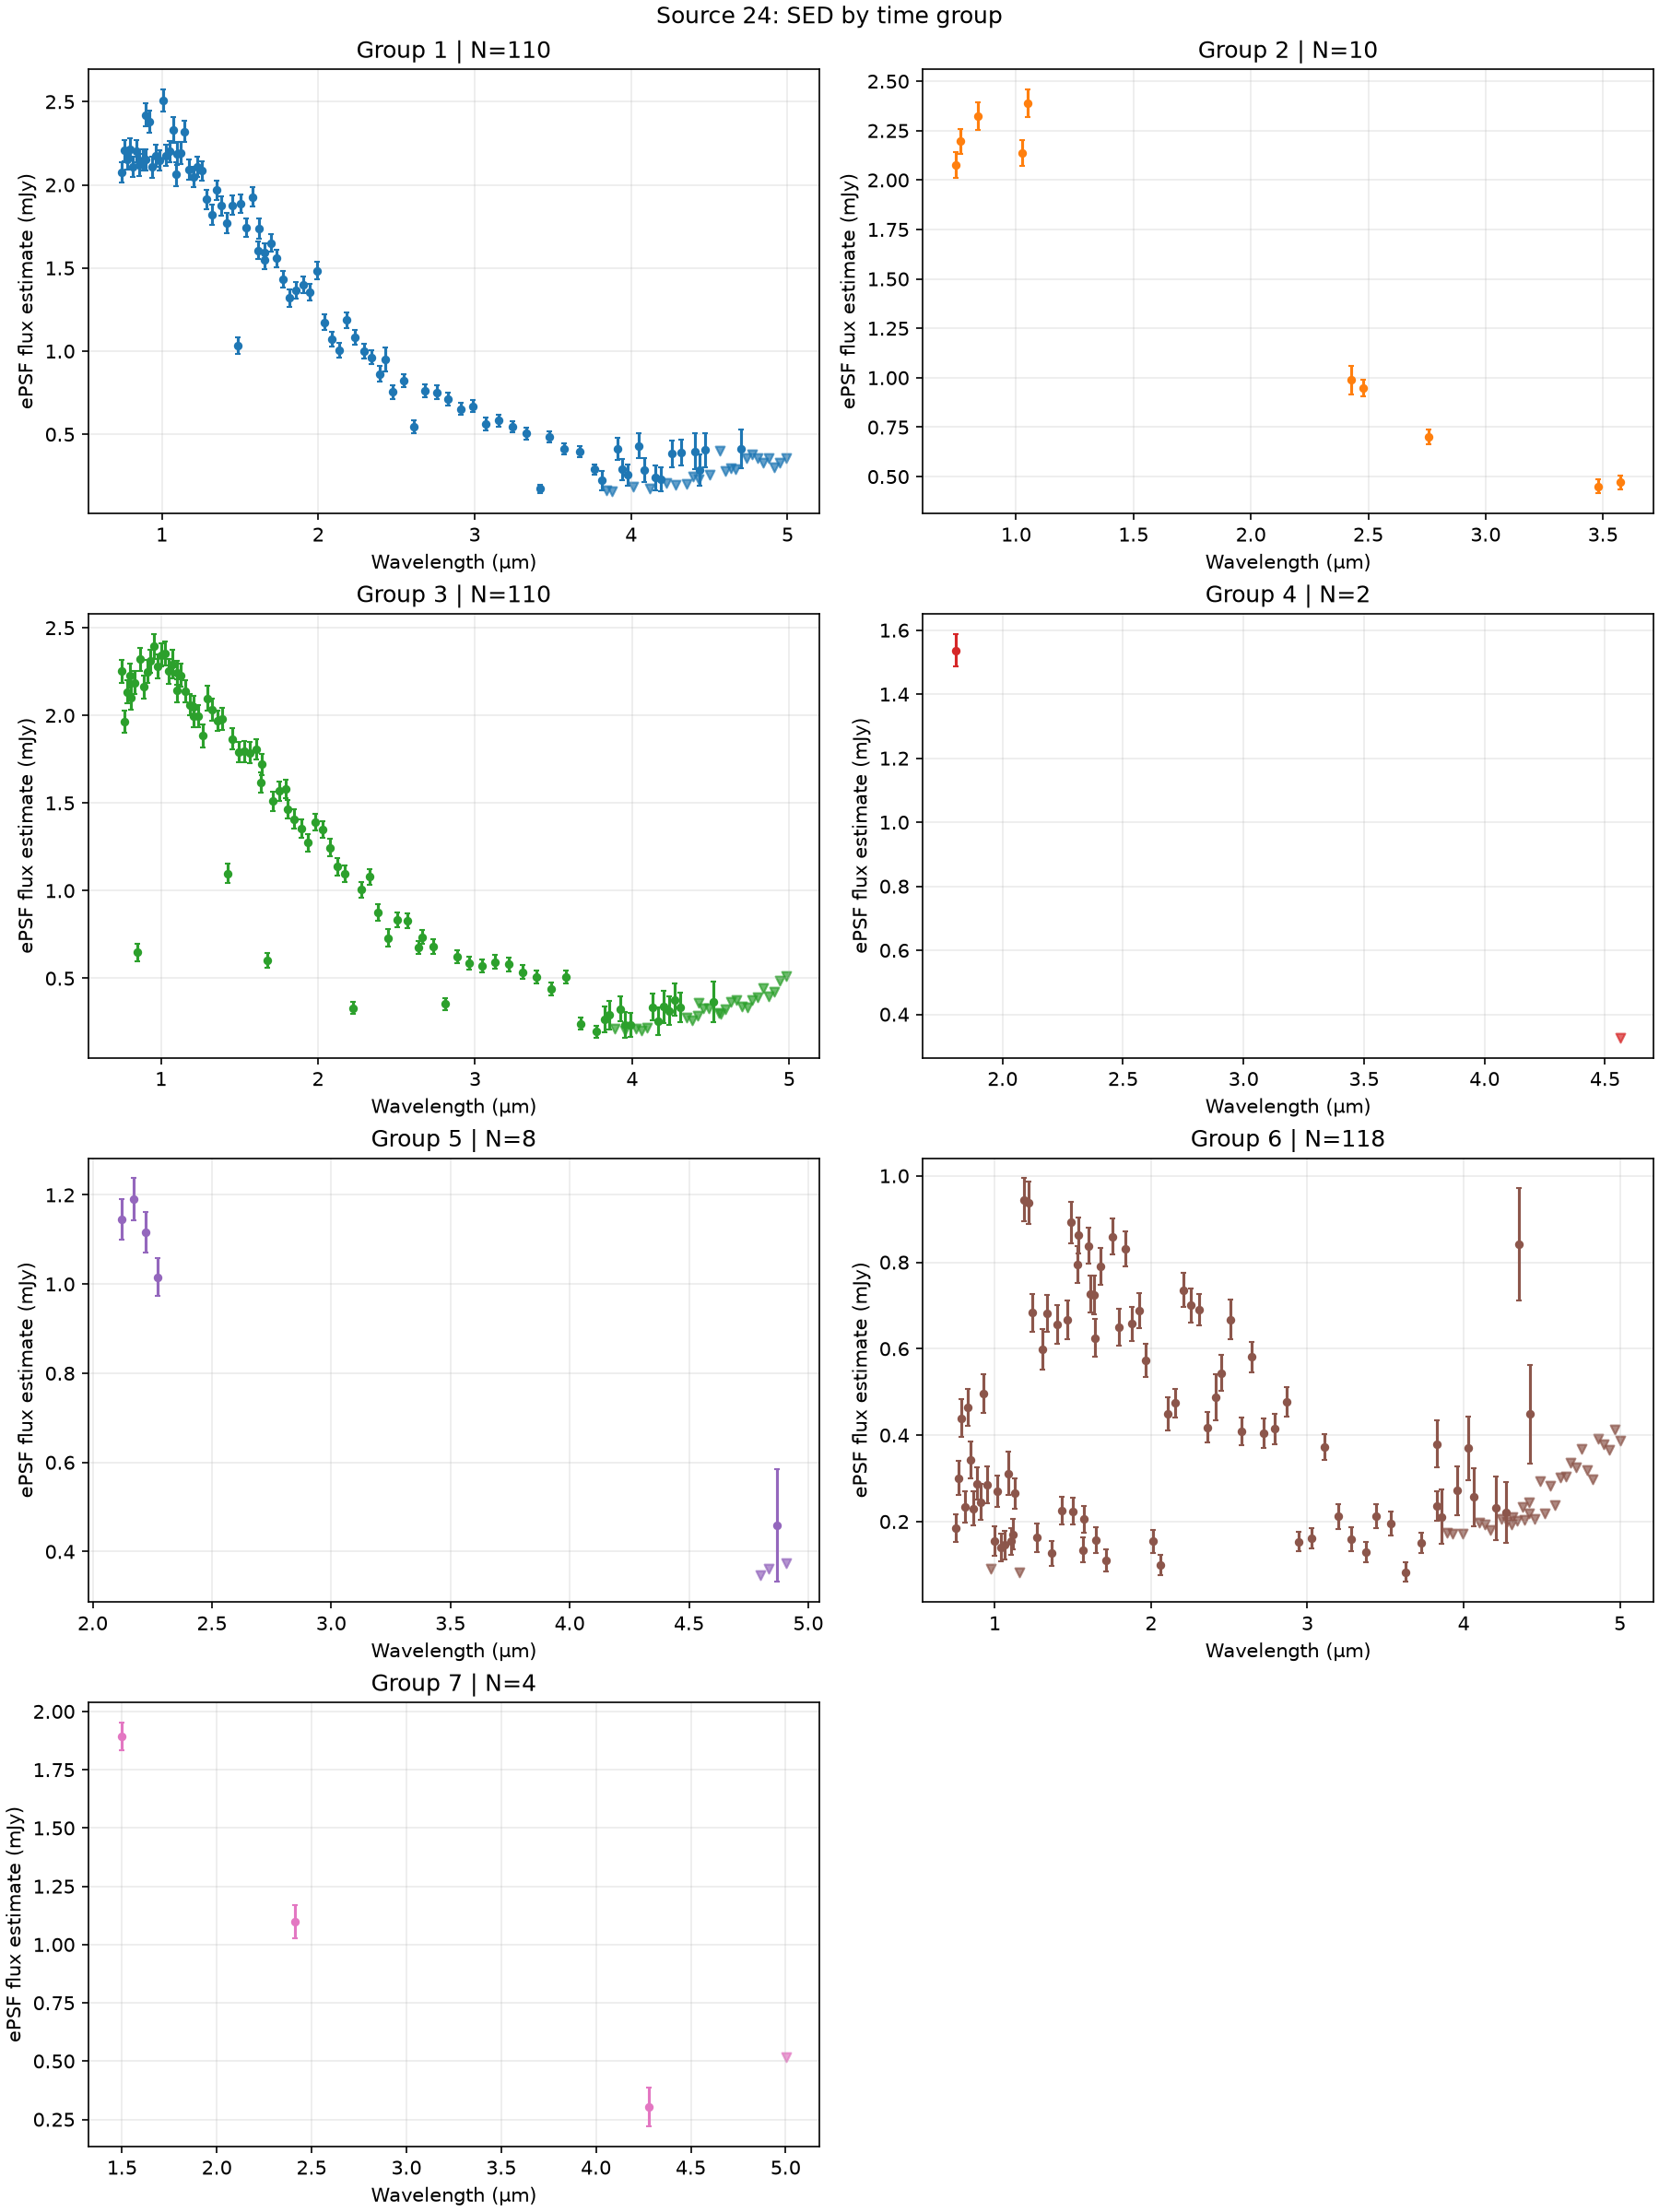 Source 24: SED by time group
Group 1 | N=110
2.5
2.0
1.5
1.0
0.5
ePSF flux estimate (mJy)
1 2 3 4 5
Wavelength (μm)
Group 2 | N=10
2.50
2.25
2.00
1.75
1.50
1.25
1.00
0.75
0.50
ePSF flux estimate (mJy)
1.0 1.5 2.0 2.5 3.0 3.5
Wavelength (μm)
Group 3 | N=110
2.5
2.0
1.5
1.0
0.5
ePSF flux estimate (mJy)
1 2 3 4 5
Wavelength (μm)
Group 4 | N=2
1.6
1.4
1.2
1.0
0.8
0.6
0.4
ePSF flux estimate (mJy)
2.0 2.5 3.0 3.5 4.0 4.5
Wavelength (μm)
Group 5 | N=8
1.2
1.0
0.8
0.6
0.4
ePSF flux estimate (mJy)
2.0 2.5 3.0 3.5 4.0 4.5 5.0
Wavelength (μm)
Group 6 | N=118
1.0
0.8
0.6
0.4
0.2
ePSF flux estimate (mJy)
1 2 3 4 5
Wavelength (μm)
Group 7 | N=4
2.00
1.75
1.50
1.25
1.00
0.75
0.50
0.25
ePSF flux estimate (mJy)
1.5 2.0 2.5 3.0 3.5 4.0 4.5 5.0
Wavelength (μm)